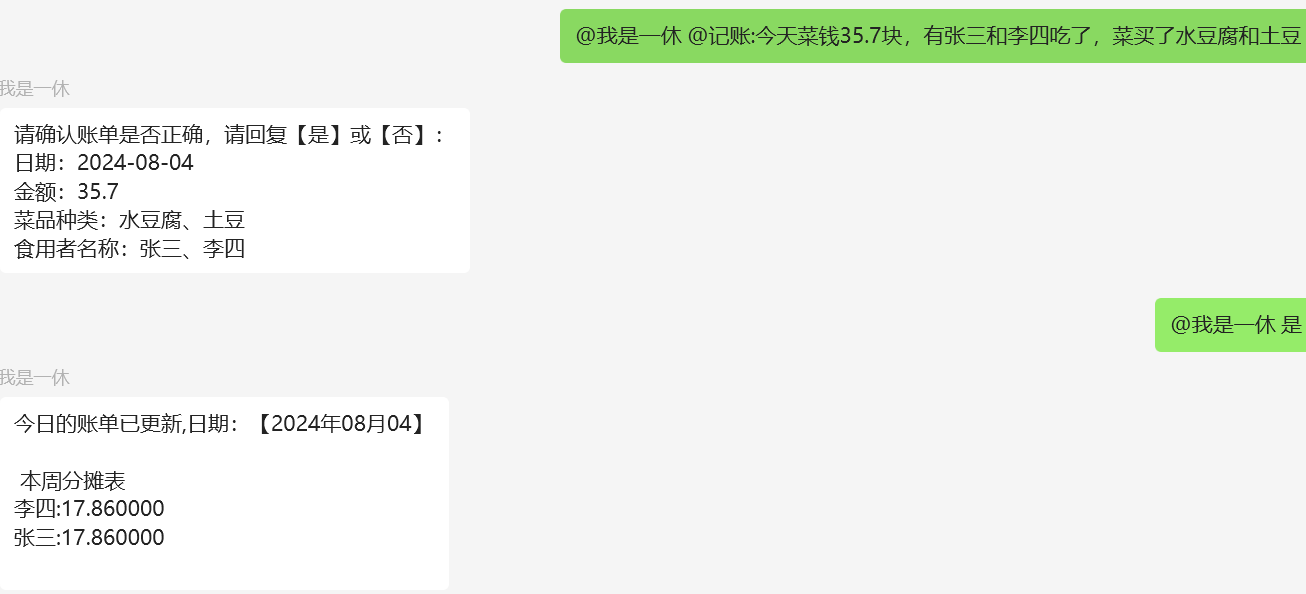 @我是一休 @记账:今天菜钱35.7块，有张三和李四吃了，菜买了水豆腐和土豆
我是一休
请确认账单是否正确，请回复【是】或【否】：
日期：2024-08-04
金额：35.7
菜品种类：水豆腐、土豆
食用者名称：张三、李四
@我是一休 是
我是一休
今日的账单已更新,日期：【2024年08月04】
本周分摊表
李四:17.860000
张三:17.860000